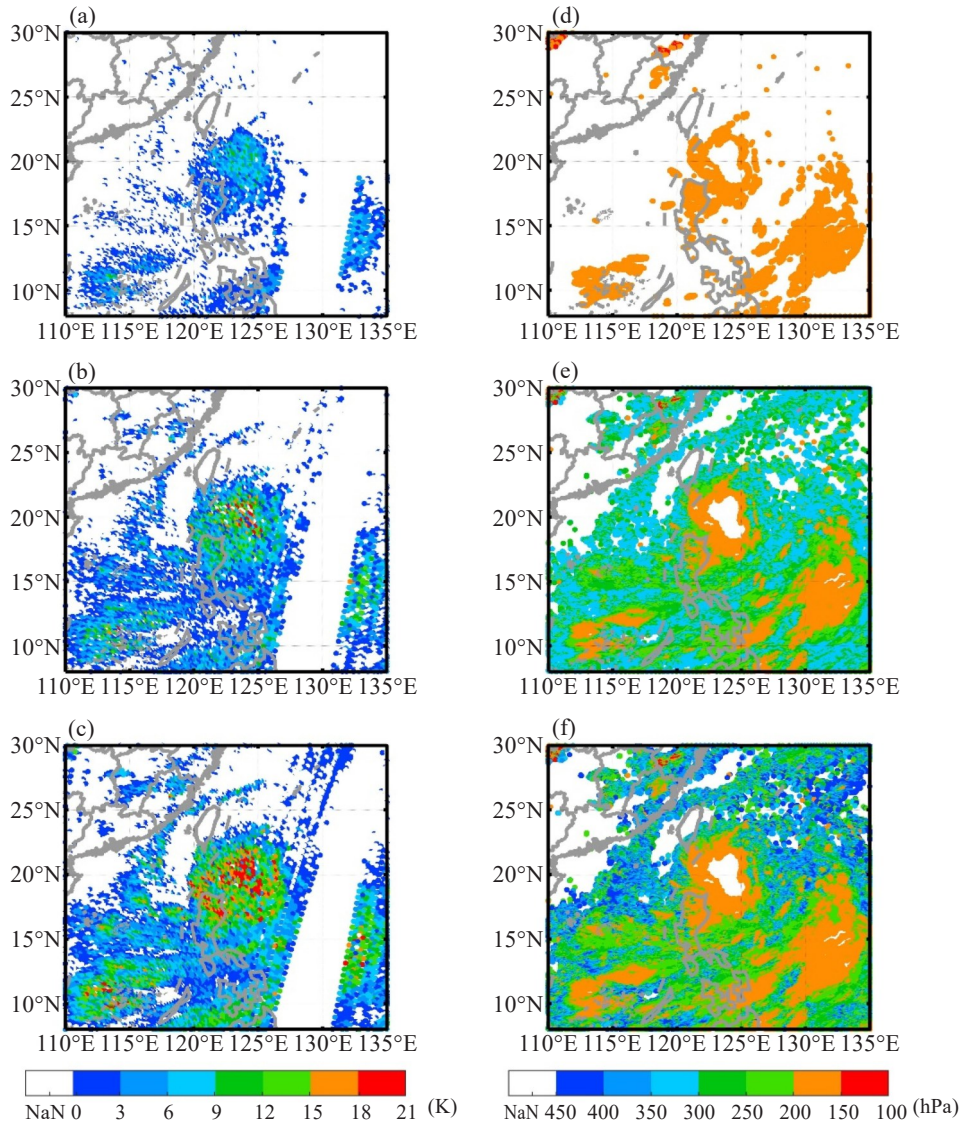 (a) (d)
30°N 30°N
25°N 25°N
20°N 20°N
15°N 15°N
10°N 10°N
110°E 115°E 120°E 125°E 130°E 135°E 110°E 115°E 120°E 125°E 130°E 135°E
(b) (e)
30°N 30°N
25°N 25°N
20°N 20°N
15°N 15°N
10°N 10°N
110°E 115°E 120°E 125°E 130°E 135°E 110°E 115°E 120°E 125°E 130°E 135°E
(c) (f)
30°N 30°N
25°N 25°N
20°N 20°N
15°N 15°N
10°N 10°N
110°E 115°E 120°E 125°E 130°E 135°E 110°E 115°E 120°E 125°E 130°E 135°E
NaN 0 3 6 9 12 15 18 21 (K) NaN 450 400 350 300 250 200 150 100 (hPa)